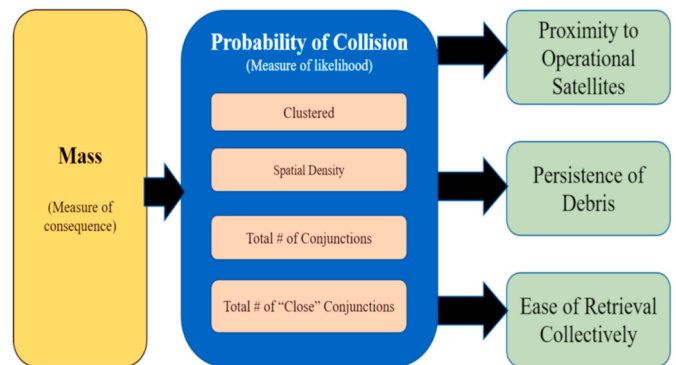 Mass
(Measure of
consequence)
Probability of Collision
(Measure of likelihood)
Clustered
Spatial Density
Total # of Conjunctions
Total # of “Close” Conjunctions
Proximity to
Operational
Satellites
Persistence of
Debris
Ease of Retrieval
Collectively